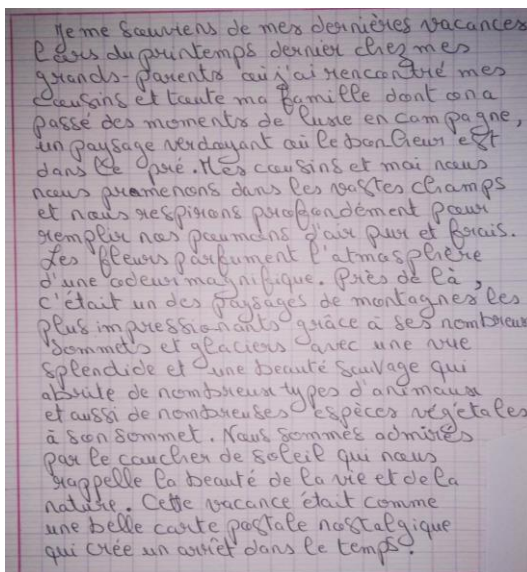 Je me souviens de mes dernières vacances
lors du printemps dernier chez mes
grands-parents où j'ai rencontré mes
cousins et toute ma famille dont on a
passé des moments de luxe en campagne,
un paysage verdoyant où le bonheur est
dans le pré. Mes cousins et moi nous
nous promenons dans les vastes champs
et nous respirons profondément pour
remplir nos poumons d'air pur et frais.
Les fleurs parfument l'atmosphère
d'une odeur magnifique. Près de là,
c'était un des paysages de montagnes les
plus impressionants grâce à ses nombreux
sommets et glaciers avec une vue
splendide et une beauté sauvage qui
abrite de nombreux types d'animaux
et aussi de nombreuses espèces végétales
à son sommet. Nous sommes admirés
par le coucher de soleil qui nous
rappelle la beauté de la vie et de la
nature. Cette vacance était comme
une belle carte postale nostalgique
qui crée un arrêt dans le temps.